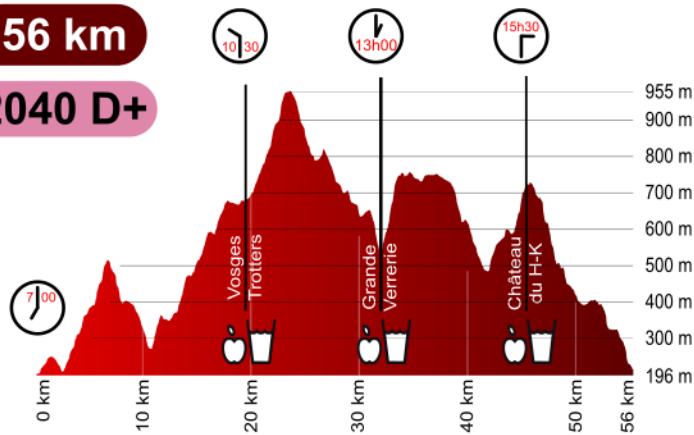 56 km
2040 D+
10 30
13h00
15h30
7 00
955 m
900 m
800 m
700 m
600 m
500 m
400 m
300 m
196 m
Vosges
Trotters
Grande
Verrerie
Château
du H-K
0 km
10 km
20 km
30 km
40 km
50 km
56 km